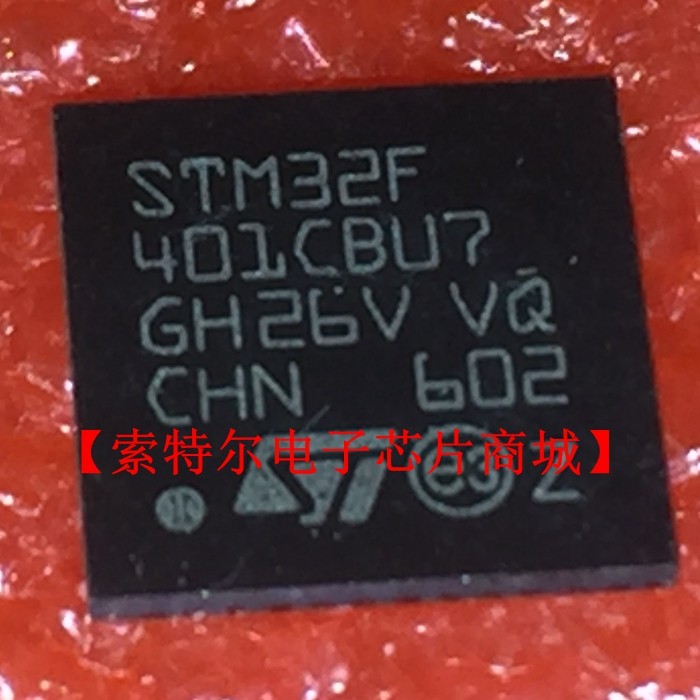 STM32F
401CBU7
GH26V VQ
CHN 602
【索特尔电子芯片商城】
Z